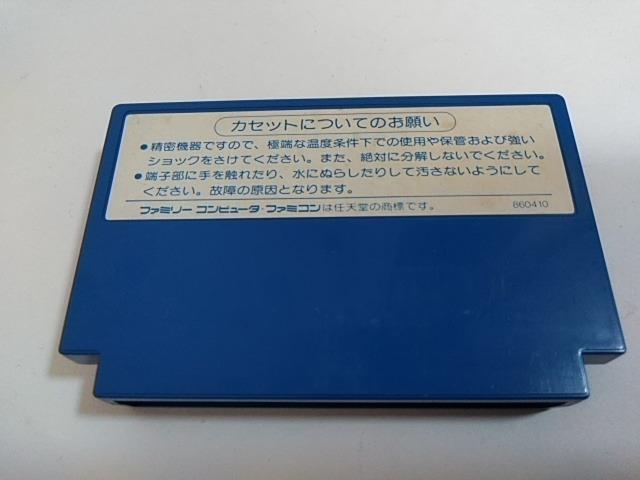 カセットについてのお願い
●精密機器ですので、極端な温度条件下での使用や保管および強い
ショックをさけてください。また、絶対に分解しないでください。
●端子部に手を触れたり、水にぬらしたりして汚さないようにして
ください。故障の原因となります。
ファミリーコンピュータ・ファミコンは任天堂の商標です。 860410